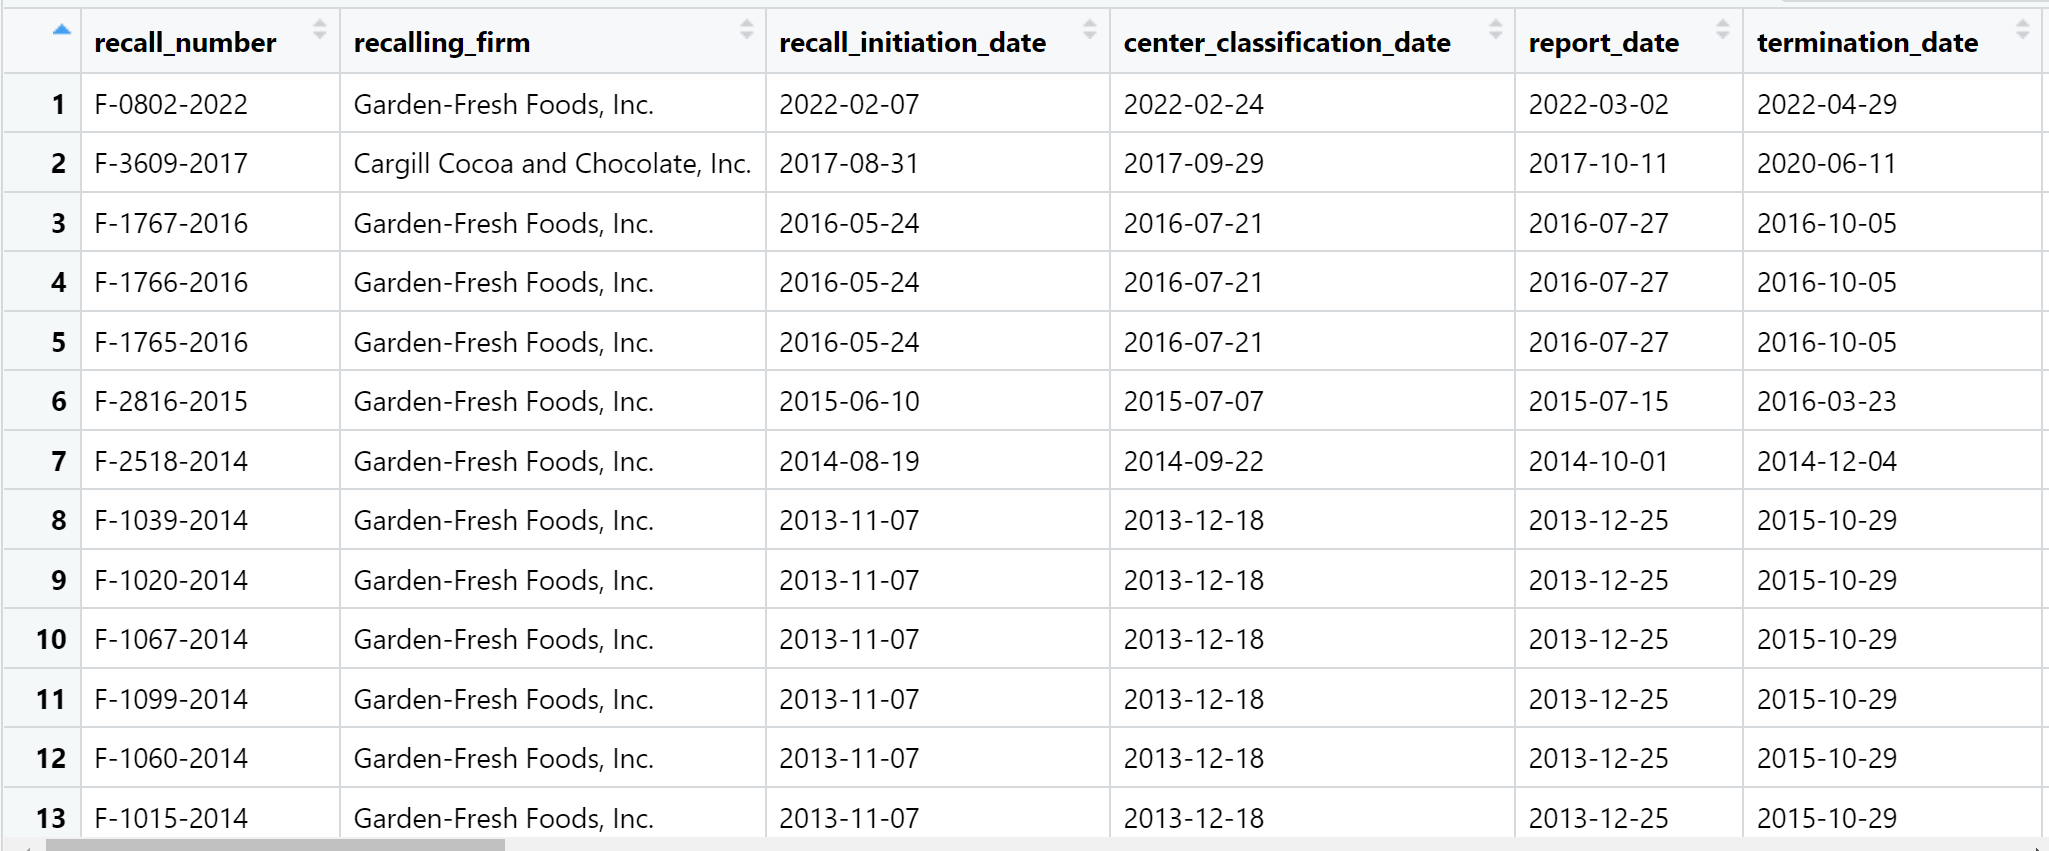 recall_number recalling_firm recall_initiation_date center_classification_date report_date termination_date
1 F-0802-2022 Garden-Fresh Foods, Inc. 2022-02-07 2022-02-24 2022-03-02 2022-04-29
2 F-3609-2017 Cargill Cocoa and Chocolate, Inc. 2017-08-31 2017-09-29 2017-10-11 2020-06-11
3 F-1767-2016 Garden-Fresh Foods, Inc. 2016-05-24 2016-07-21 2016-07-27 2016-10-05
4 F-1766-2016 Garden-Fresh Foods, Inc. 2016-05-24 2016-07-21 2016-07-27 2016-10-05
5 F-1765-2016 Garden-Fresh Foods, Inc. 2016-05-24 2016-07-21 2016-07-27 2016-10-05
6 F-2816-2015 Garden-Fresh Foods, Inc. 2015-06-10 2015-07-07 2015-07-15 2016-03-23
7 F-2518-2014 Garden-Fresh Foods, Inc. 2014-08-19 2014-09-22 2014-10-01 2014-12-04
8 F-1039-2014 Garden-Fresh Foods, Inc. 2013-11-07 2013-12-18 2013-12-25 2015-10-29
9 F-1020-2014 Garden-Fresh Foods, Inc. 2013-11-07 2013-12-18 2013-12-25 2015-10-29
10 F-1067-2014 Garden-Fresh Foods, Inc. 2013-11-07 2013-12-18 2013-12-25 2015-10-29
11 F-1099-2014 Garden-Fresh Foods, Inc. 2013-11-07 2013-12-18 2013-12-25 2015-10-29
12 F-1060-2014 Garden-Fresh Foods, Inc. 2013-11-07 2013-12-18 2013-12-25 2015-10-29
13 F-1015-2014 Garden-Fresh Foods, Inc. 2013-11-07 2013-12-18 2013-12-25 2015-10-29